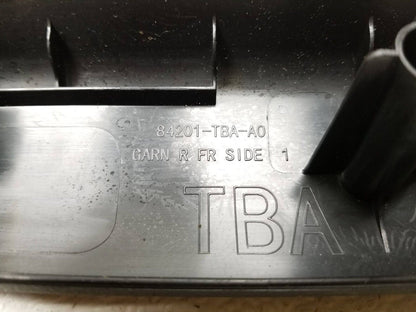 84201-TBA-A0
GARN R FR SIDE 1
TBA